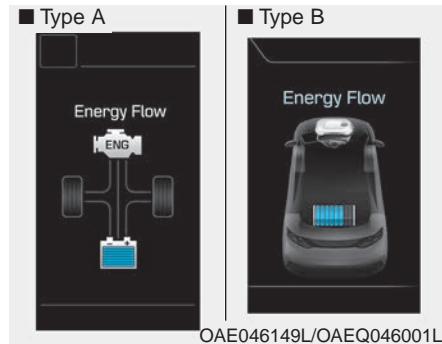 ■ Type A
■ Type B
Energy Flow
ENG
Energy Flow
OAE046149L/OAEQ046001L